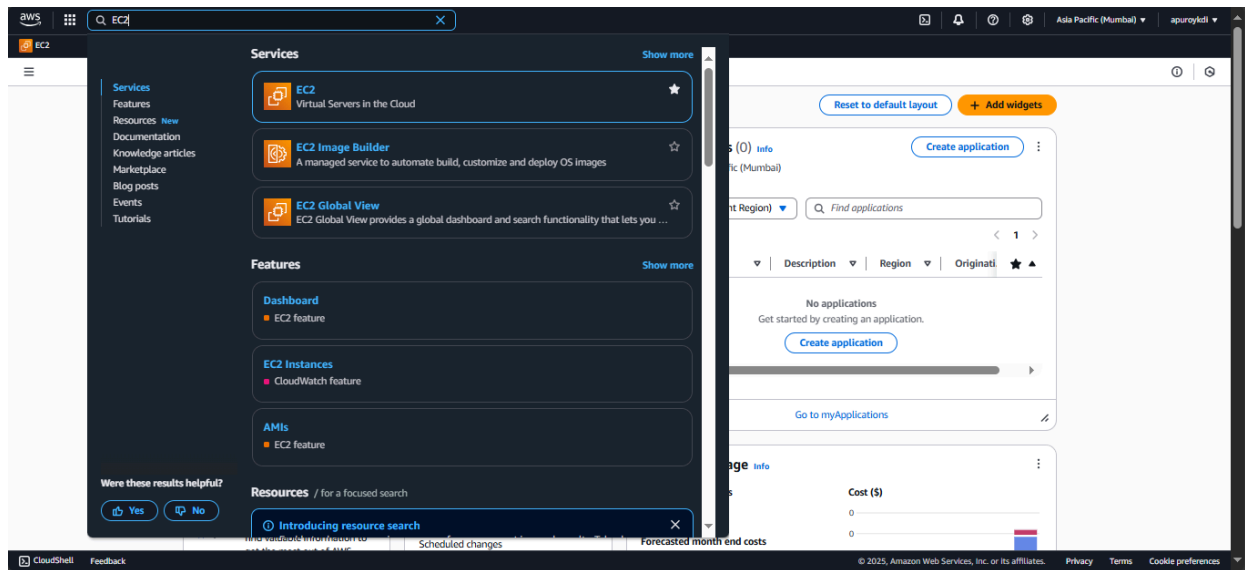 aws
EC2
Asia Pacific (Mumbai)
apuroykdi
EC2
Services
Features
Resources New
Documentation
Knowledge articles
Marketplace
Blog posts
Events
Tutorials
Were these results helpful?
Yes
No
Services
Show more
EC2
Virtual Servers in the Cloud
EC2 Image Builder
A managed service to automate build, customize and deploy OS images
EC2 Global View
EC2 Global View provides a global dashboard and search functionality that lets you ...
Features
Show more
Dashboard
EC2 feature
EC2 Instances
CloudWatch feature
AMIs
EC2 feature
Resources / for a focused search
Introducing resource search
Reset to default layout
+ Add widgets
(0) Info
Create application
(Mumbai)
Region)
Find applications
1
Description
Region
Originati
No applications
Get started by creating an application.
Create application
Go to myApplications
Info
Cost ($)
0
0
Scheduled changes
Forecasted month end costs
CloudShell
Feedback
© 2025, Amazon Web Services, Inc. or its affiliates.
Privacy
Terms
Cookie preferences